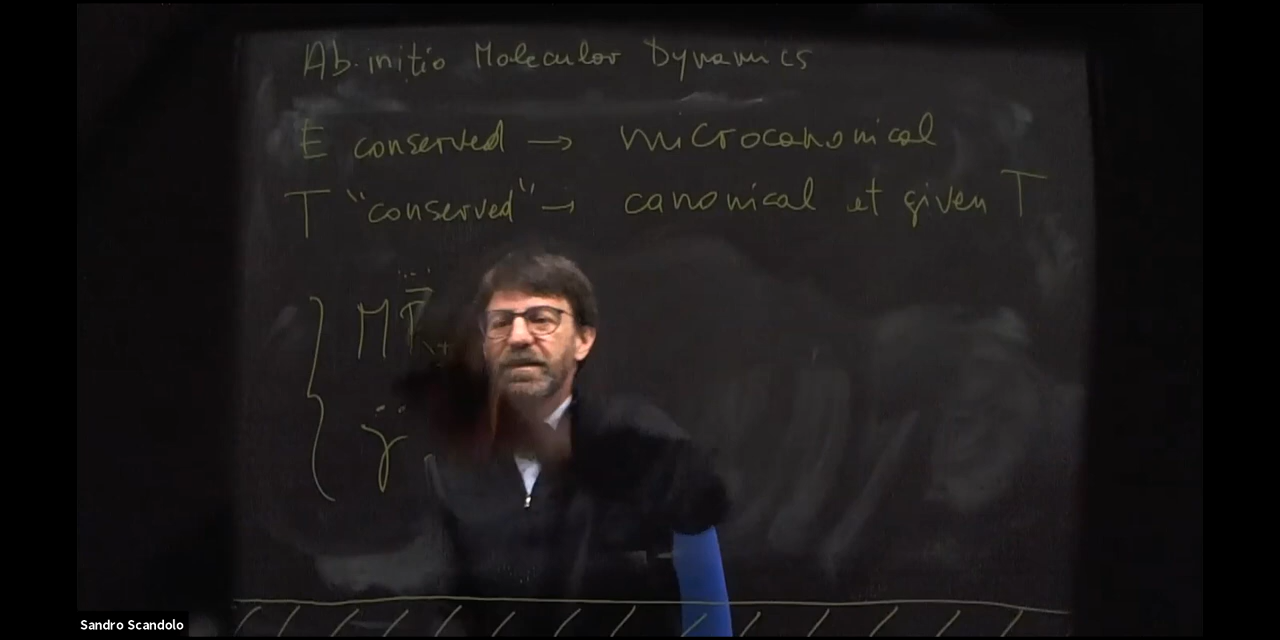 Ab-initio Molecular Dynamics
E conserved → microcanonical
T "conserved" → canonical at given T
M R̈
γ̈
Sandro Scandolo